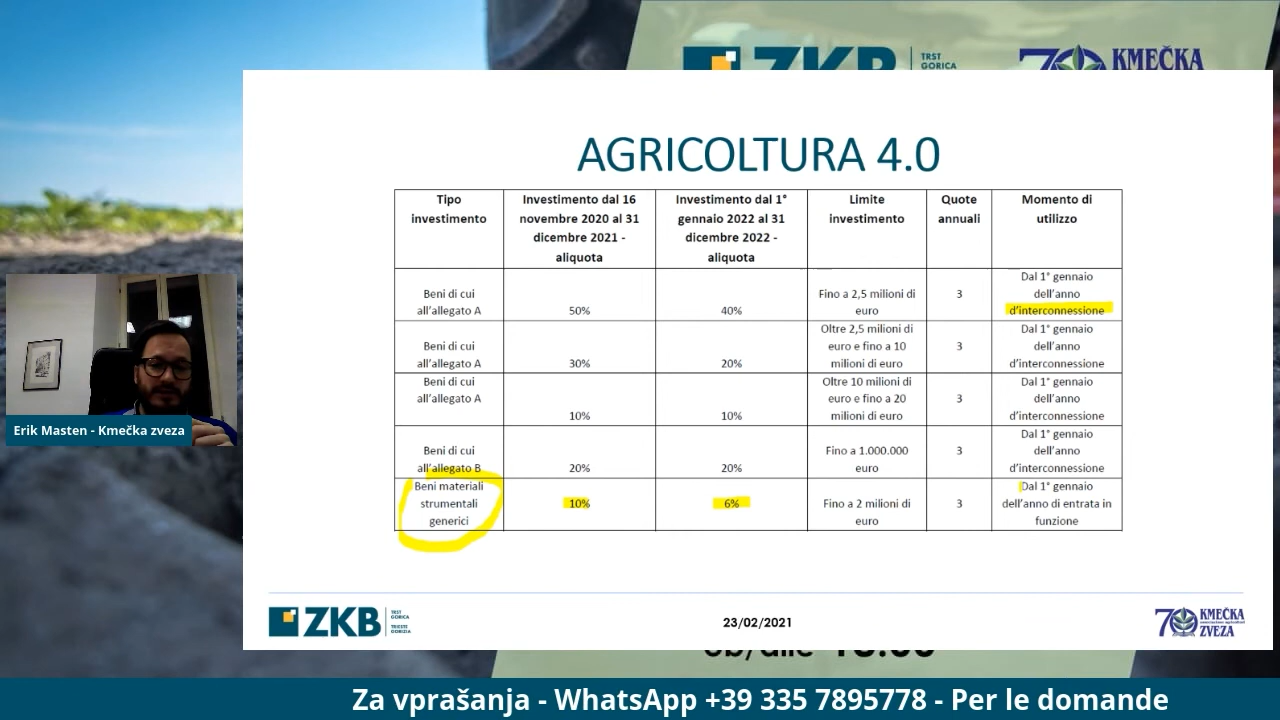 ZKB
TRST
GORICA
70 KMEČKA
AGRICOLTURA 4.0
Tipo
investimento
Investimento dal 16
novembre 2020 al 31
dicembre 2021 -
aliquota
Investimento dal 1°
gennaio 2022 al 31
dicembre 2022 -
aliquota
Limite
investimento
Quote
annuali
Momento di
utilizzo
Beni di cui
all'allegato A
50%
40%
Fino a 2,5 milioni di
euro
3
Dal 1° gennaio
dell'anno
d'interconnessione
Beni di cui
all'allegato A
30%
20%
Oltre 2,5 milioni di
euro e fino a 10
milioni di euro
3
Dal 1° gennaio
dell'anno
d'interconnessione
Beni di cui
all'allegato A
10%
10%
Oltre 10 milioni di
euro e fino a 20
milioni di euro
3
Dal 1° gennaio
dell'anno
d'interconnessione
Beni di cui
all'allegato B
20%
20%
Fino a 1.000.000
euro
3
Dal 1° gennaio
dell'anno
d'interconnessione
Beni materiali
strumentali
generici
10%
6%
Fino a 2 milioni di
euro
3
Dal 1° gennaio
dell'anno di entrata in
funzione
Erik Masten - Kmečka zveza
ZKB
TRST
GORICA
TRIESTE
GORIZIA
23/02/2021
70 KMEČKA
ZVEZA
ob/alle
Za vprašanja - WhatsApp +39 335 7895778 - Per le domande